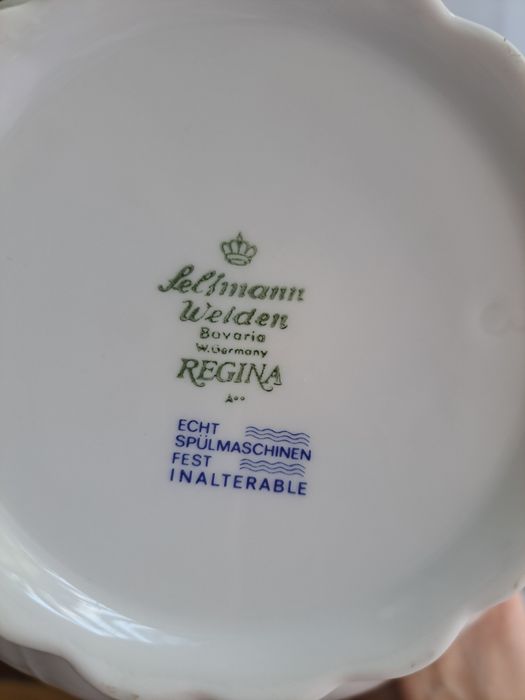 Seltmann
Weiden
Bavaria
W.Germany
REGINA
ECHT
SPÜLMASCHINEN
FEST
INALTERABLE